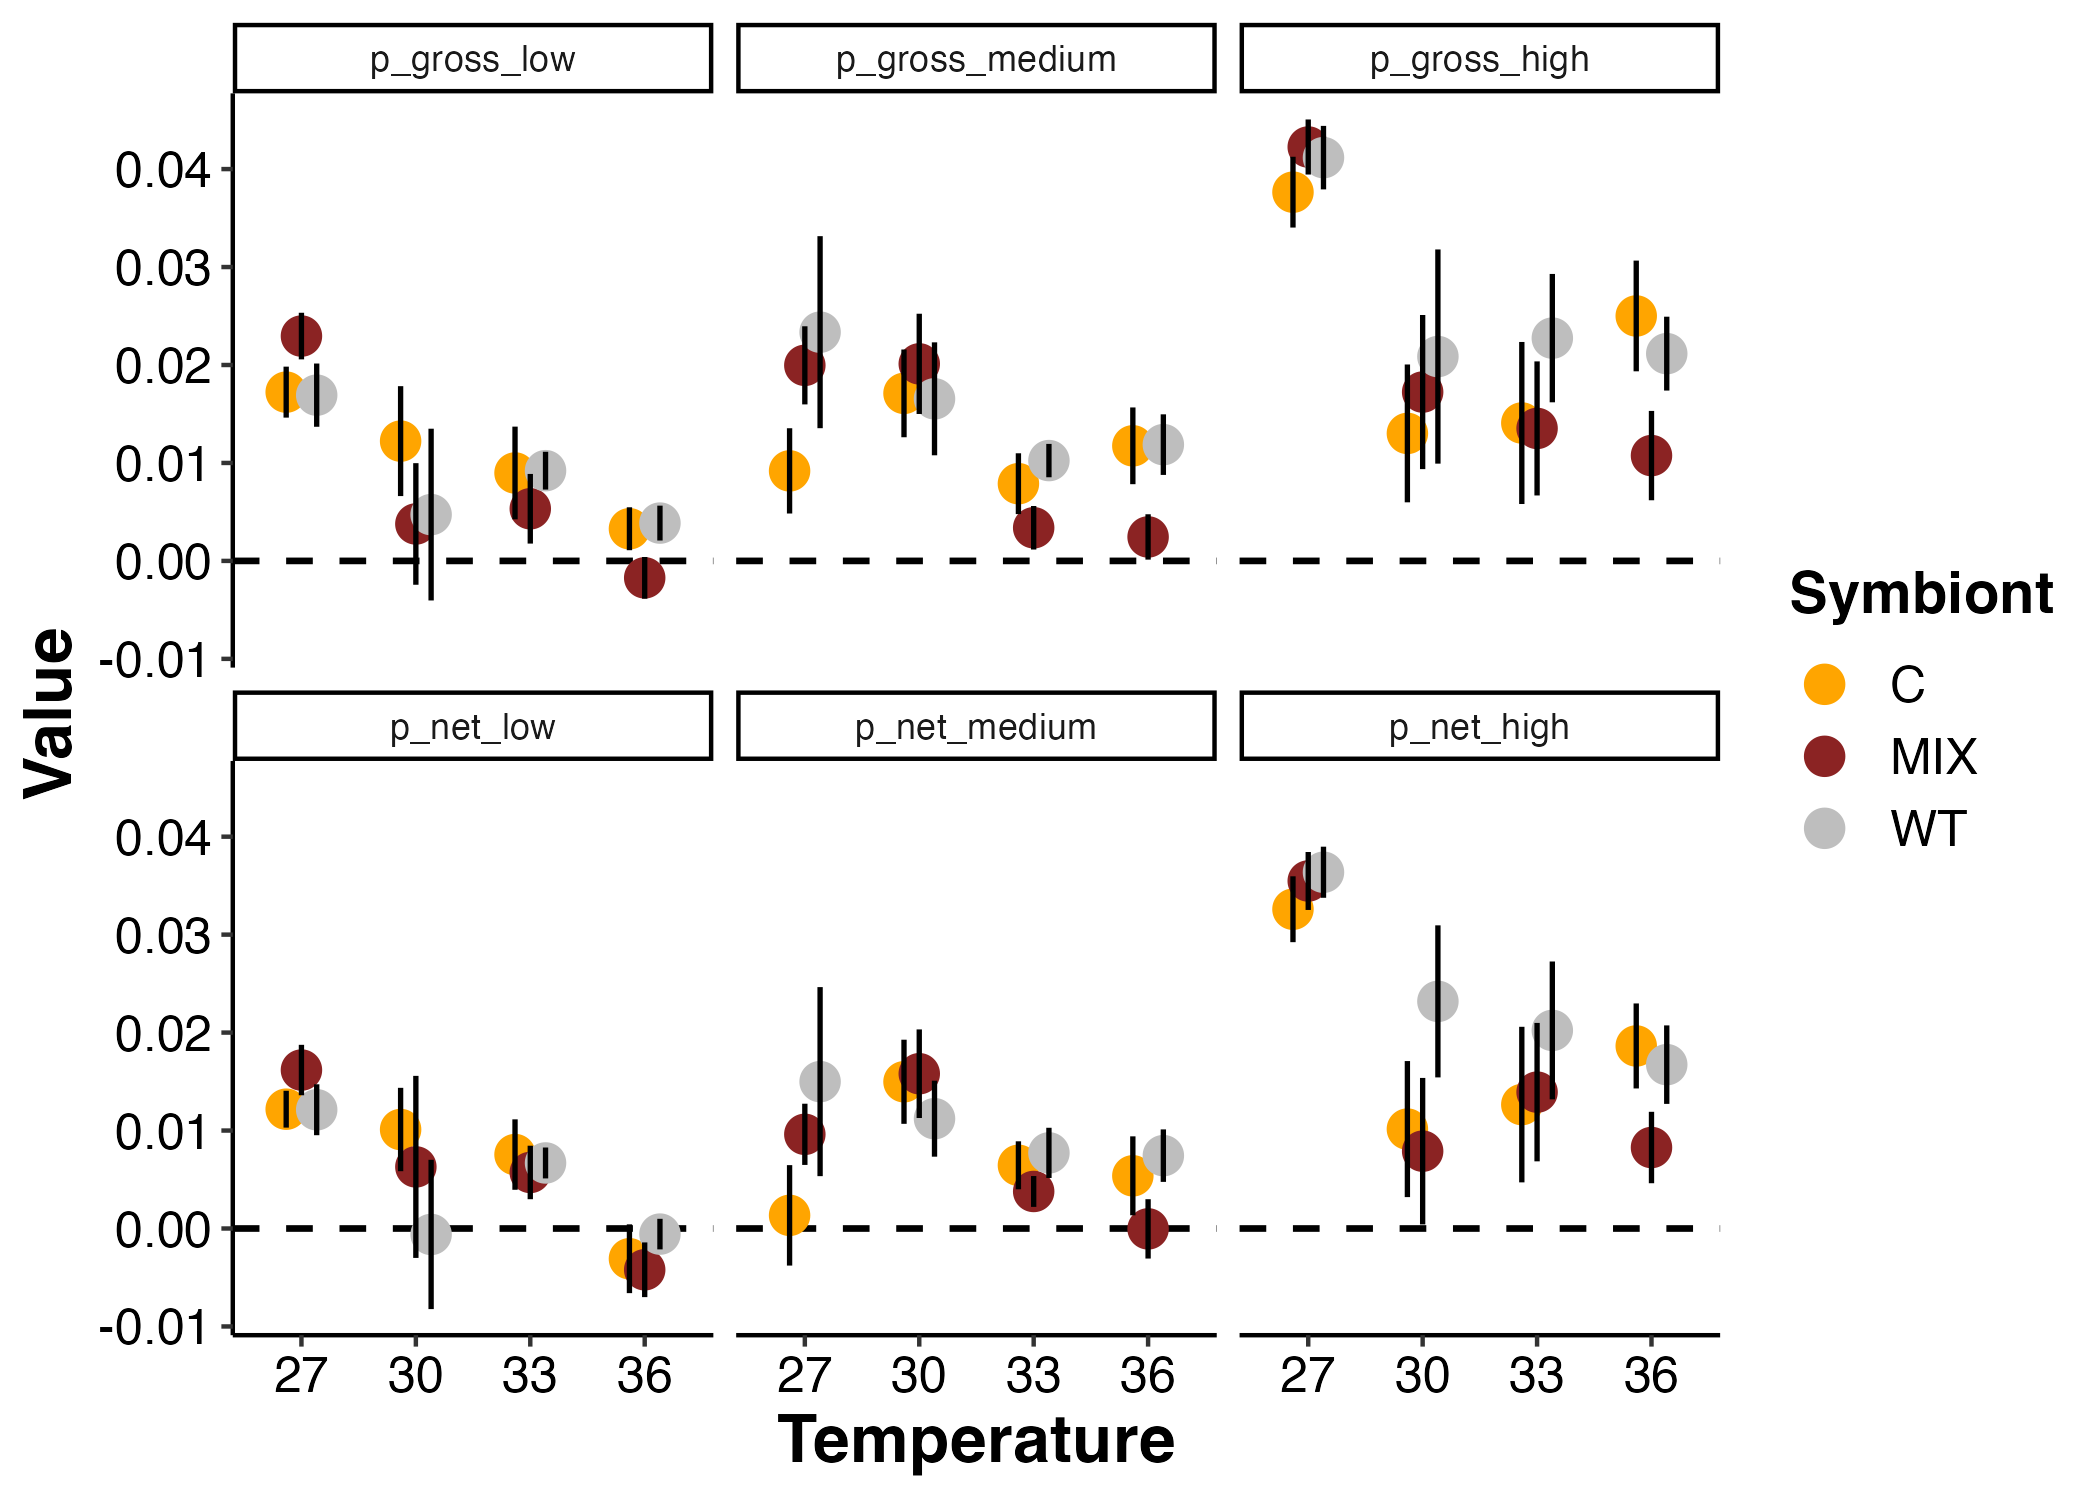 p_gross_low
p_gross_medium
p_gross_high
0.04
0.03
0.02
0.01
0.00
-0.01
Value
p_net_low
p_net_medium
p_net_high
0.04
0.03
0.02
0.01
0.00
-0.01
27 30 33 36
27 30 33 36
27 30 33 36
Temperature
Symbiont
C
MIX
WT